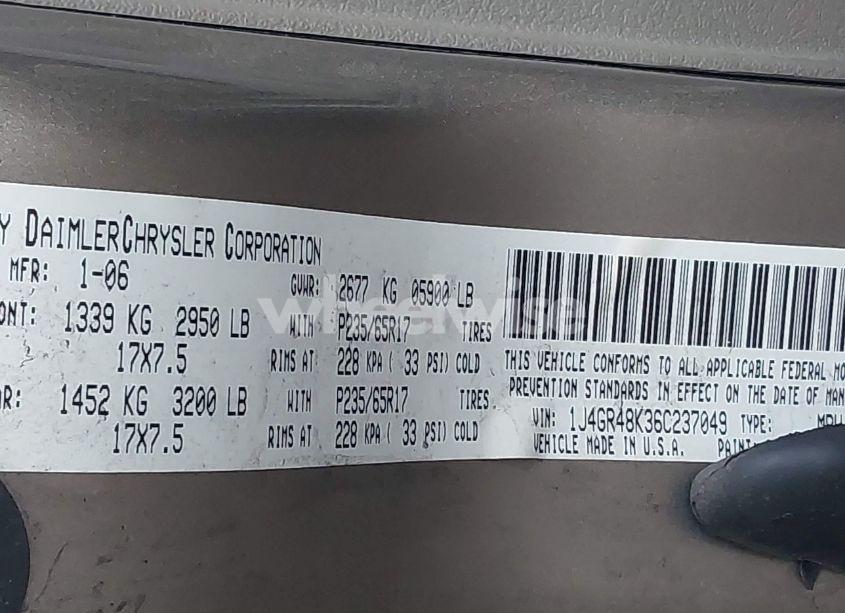 Y DAIMLERCHRYSLER CORPORATION
MFR: 1-06 GVWR: 2677 KG 05900 LB
ONT: 1339 KG 2950 LB WITH P235/65R17 TIRES
17X7.5 RIMS AT 228 KPA ( 33 PSI) COLD
AR: 1452 KG 3200 LB WITH P235/65R17 TIRES
17X7.5 RIMS AT 228 KPA ( 33 PSI) COLD
THIS VEHICLE CONFORMS TO ALL APPLICABLE FEDERAL MO
PREVENTION STANDARDS IN EFFECT ON THE DATE OF MAN
VIN: 1J4GR48K36C237049 TYPE:
VEHICLE MADE IN U.S.A. PAINT
wheelwise